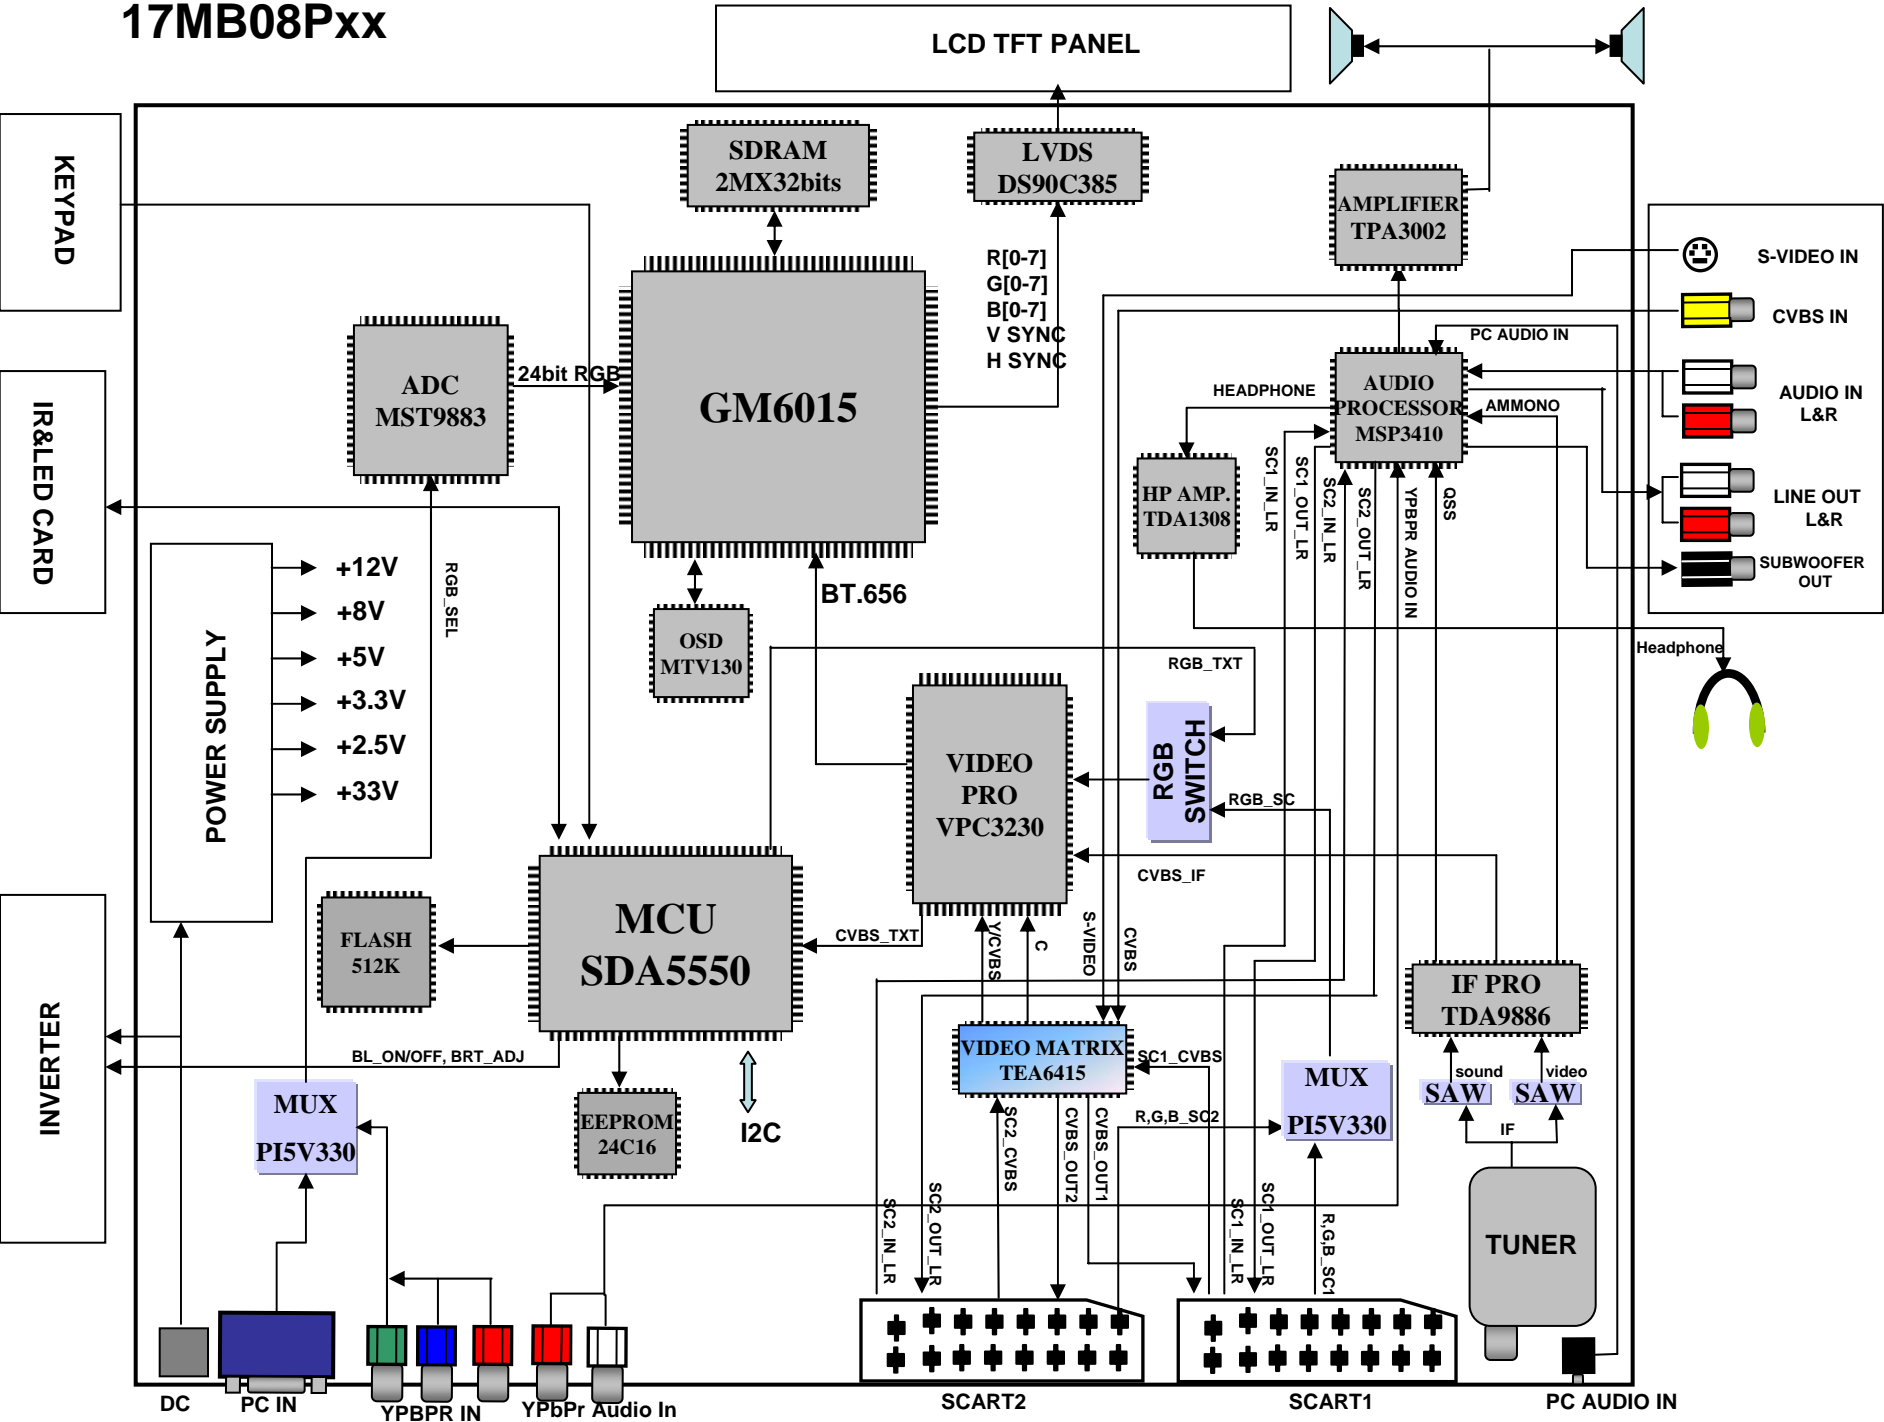 17MB08Pxx
LCD TFT PANEL
KEYPAD
SDRAM
2MX32bits
LVDS
DS90C385
AMPLIFIER
TPA3002
S-VIDEO IN
CVBS IN
R[0-7]
G[0-7]
B[0-7]
V SYNC
H SYNC
PC AUDIO IN
ADC
MST9883
24bit RGB
GM6015
HEADPHONE
AUDIO
PROCESSOR
MSP3410
AMMONO
AUDIO IN
L&R
IR&LED CARD
HP AMP.
TDA1308
SC1_IN_LR
SC1_OUT_LR
SC2_IN_LR
SC2_OUT_LR
YPBPR AUDIO IN
QSS
LINE OUT
L&R
SUBWOOFER
OUT
POWER SUPPLY
+12V
+8V
+5V
+3.3V
+2.5V
+33V
RGB_SEL
BT.656
OSD
MTV130
RGB_TXT
Headphone
VIDEO
PRO
VPC3230
RGB
SWITCH
RGB_SC
CVBS_IF
MCU
SDA5550
FLASH
512K
CVBS_TXT
Y/CVBS
C
S-VIDEO
CVBS
IF PRO
TDA9886
INVERTER
BL_ON/OFF, BRT_ADJ
VIDEO MATRIX
TEA6415
SC1_CVBS
MUX
PI5V330
sound
SAW
video
SAW
IF
MUX
PI5V330
EEPROM
24C16
I2C
SC2_CVBS
CVBS_OUT2
CVBS_OUT1
R,G,B_SC2
SC2_IN_LR
SC2_OUT_LR
SC1_IN_LR
SC1_OUT_LR
R,G,B_SC1
TUNER
DC
PC IN
YPBPR IN
YPbPr Audio In
SCART2
SCART1
PC AUDIO IN